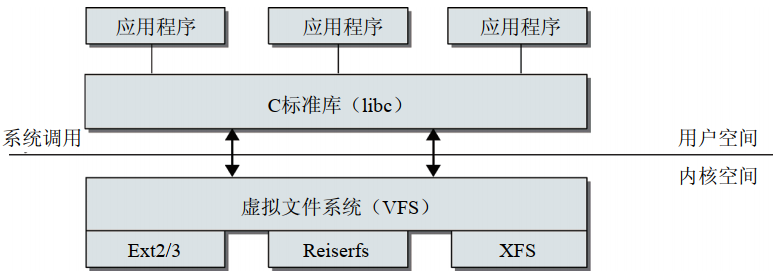 应用程序 应用程序 应用程序
C标准库（libc）
系统调用 用户空间
内核空间
虚拟文件系统（VFS）
Ext2/3 Reiserfs XFS